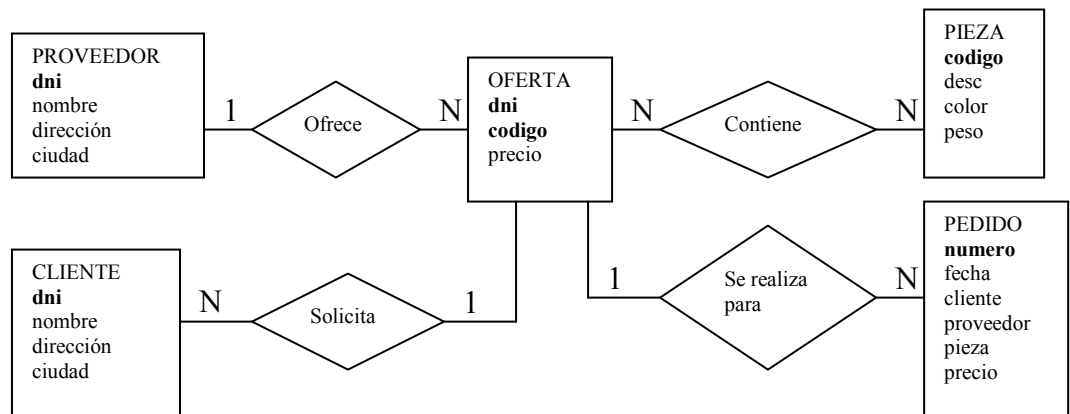 PROVEEDOR
dni
nombre
dirección
ciudad
1
Ofrece
N
OFERTA
dni
codigo
precio
N
Contiene
N
PIEZA
codigo
desc
color
peso
CLIENTE
dni
nombre
dirección
ciudad
N
Solicita
1
1
Se realiza
para
N
PEDIDO
numero
fecha
cliente
proveedor
pieza
precio